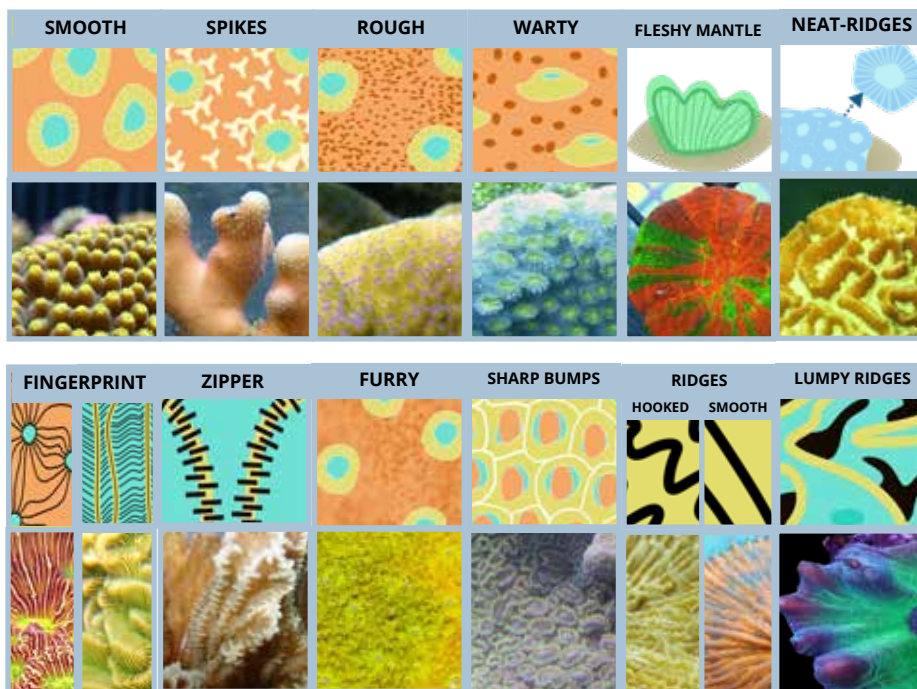 SMOOTH
SPIKES
ROUGH
WARTY
FLESHY MANTLE
NEAT-RIDGES
FINGERPRINT
ZIPPER
FURRY
SHARP BUMPS
RIDGES
HOOKED
SMOOTH
LUMPY RIDGES